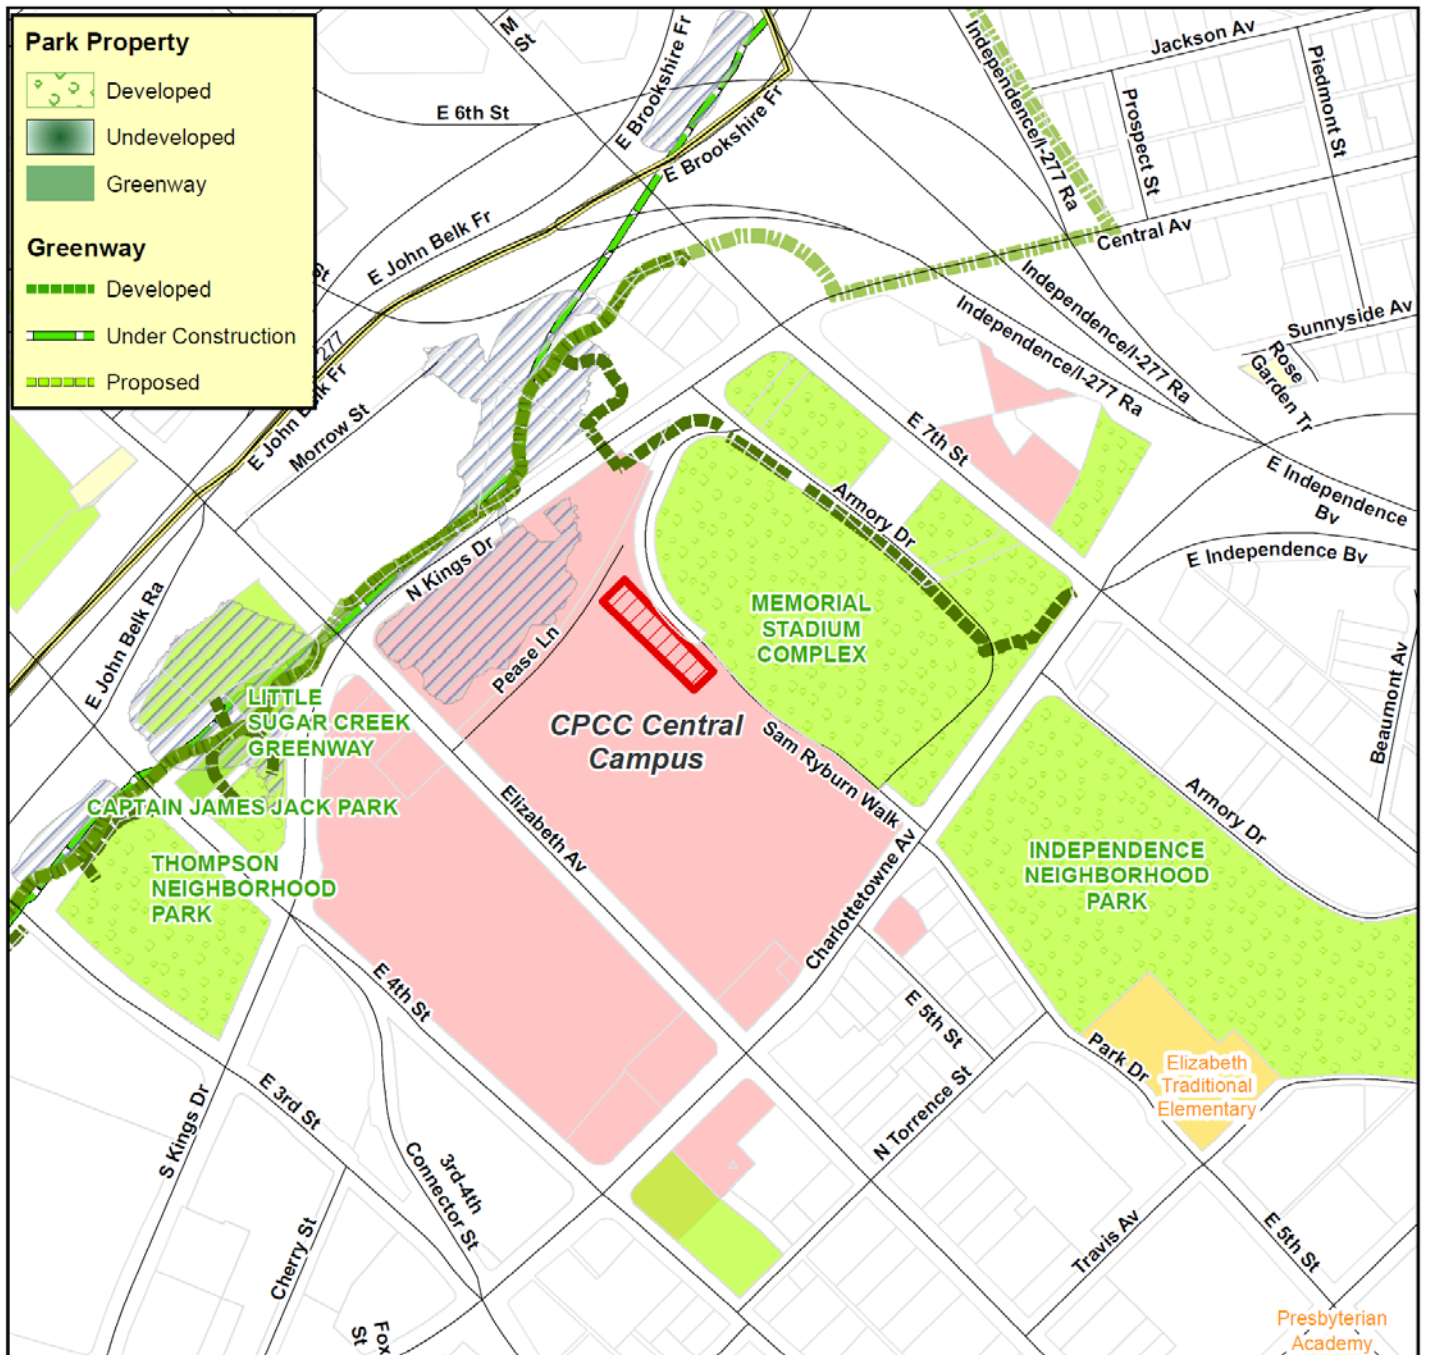 Park Property
Developed
Undeveloped
Greenway
Greenway
Developed
Under Construction
Proposed
M
St
E Brookshire Fr
E 6th St
E Brookshire Fr
Independence/I-277 Ra
Jackson Av
Piedmont St
Prospect St
Central Av
E John Belk Fr
St
277
E John Belk Fr
Morrow St
Independence/I-277 Ra
Independence/I-277 Ra
Sunnyside Av
Rose
Garden Tr
E 7th St
E Independence
Bv
E Independence Bv
Armory Dr
N Kings Dr
E John Belk Ra
Pease Ln
MEMORIAL
STADIUM
COMPLEX
Beaumont Av
LITTLE
SUGAR CREEK
GREENWAY
CPCC Central
Campus
Sam Ryburn Walk
CAPTAIN JAMES JACK PARK
Elizabeth Av
Armory Dr
THOMPSON
NEIGHBORHOOD
PARK
INDEPENDENCE
NEIGHBORHOOD
PARK
Charlottetowne Av
E 4th St
E 5th St
Park Dr
Elizabeth
Traditional
Elementary
E 3rd St
S Kings Dr
N Torrence St
3rd-4th
Connector St
Cherry St
Travis Av
E 5th St
Fox
St
Presbyterian
Academy